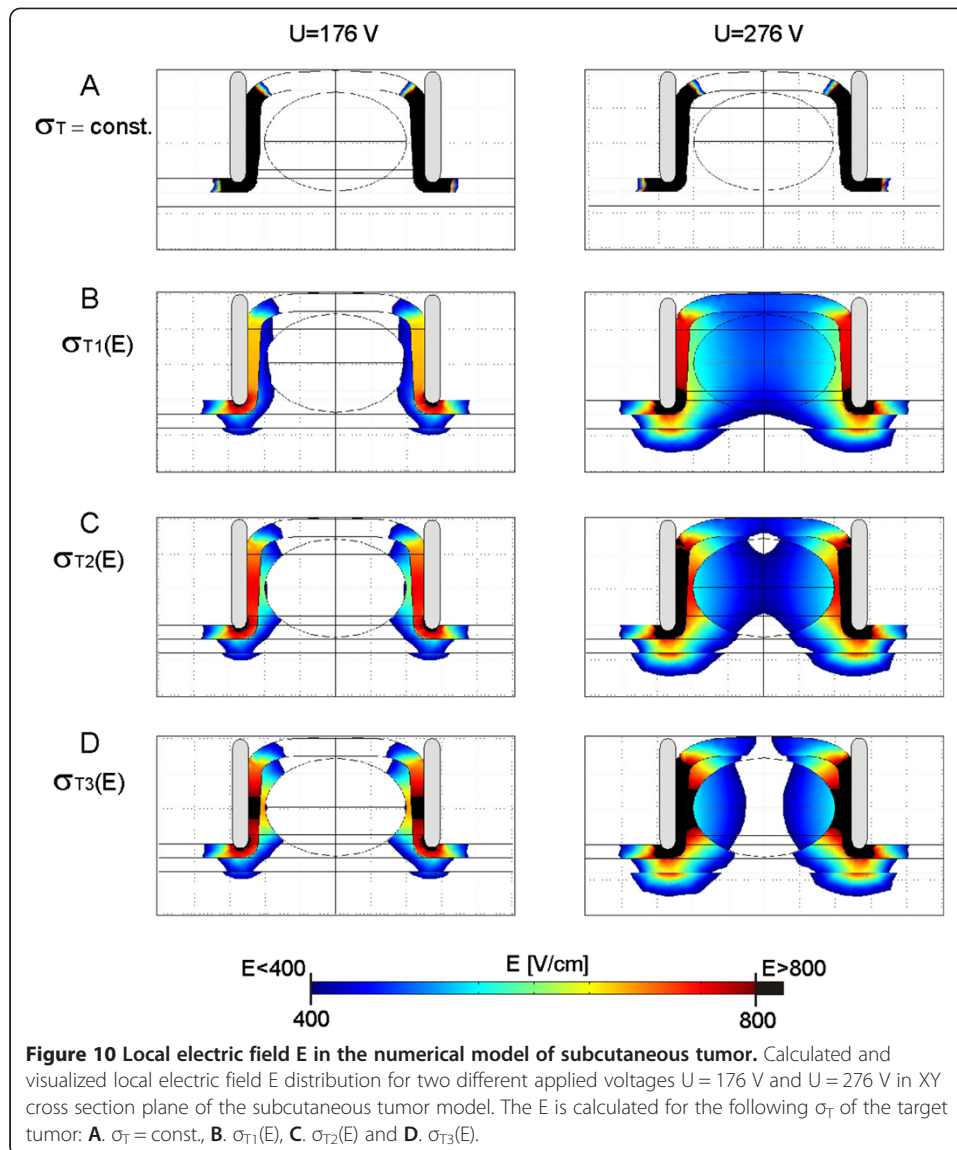 U=176 V U=276 V
A
σT = const.
B
σT1(E)
C
σT2(E)
D
σT3(E)
E<400 E [V/cm] E>800
400 800
Figure 10 Local electric field E in the numerical model of subcutaneous tumor. Calculated and
visualized local electric field E distribution for two different applied voltages U = 176 V and U = 276 V in XY
cross section plane of the subcutaneous tumor model. The E is calculated for the following σT of the target
tumor: A. σT = const., B. σT1(E), C. σT2(E) and D. σT3(E).